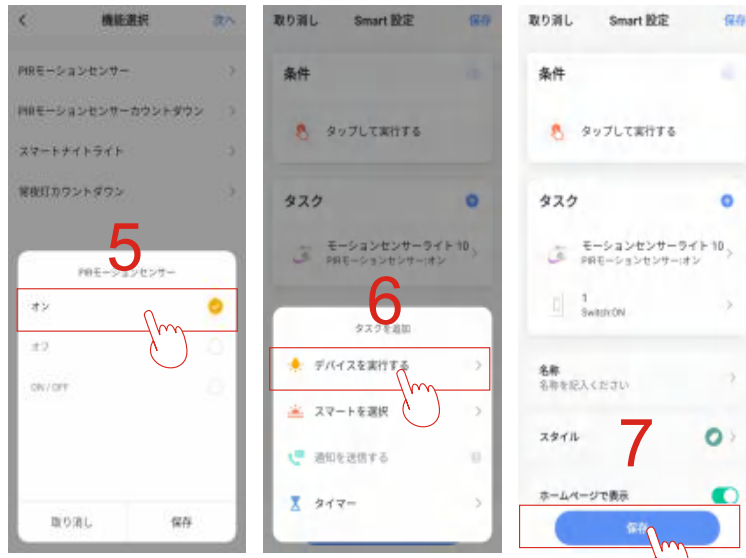 機能選択
次へ
PIRモーションセンサー
PIRモーションセンサーカウントダウン
スマートナイトライト
常夜灯カウントダウン
5
PIRモーションセンサー
オン
オフ
ON / OFF
取り消し
保存
取り消し
Smart 設定
保存
条件
タップして実行する
タスク
モーションセンサーライト 10
PIRモーションセンサー:オン
6
タスクを追加
デバイスを実行する
スマートを選択
通知を送信する
タイマー
取り消し
Smart 設定
保存
条件
タップして実行する
タスク
モーションセンサーライト 10
PIRモーションセンサー:オン
1
Switch:ON
名称
名称を記入ください
スタイル
7
ホームページで表示
保存